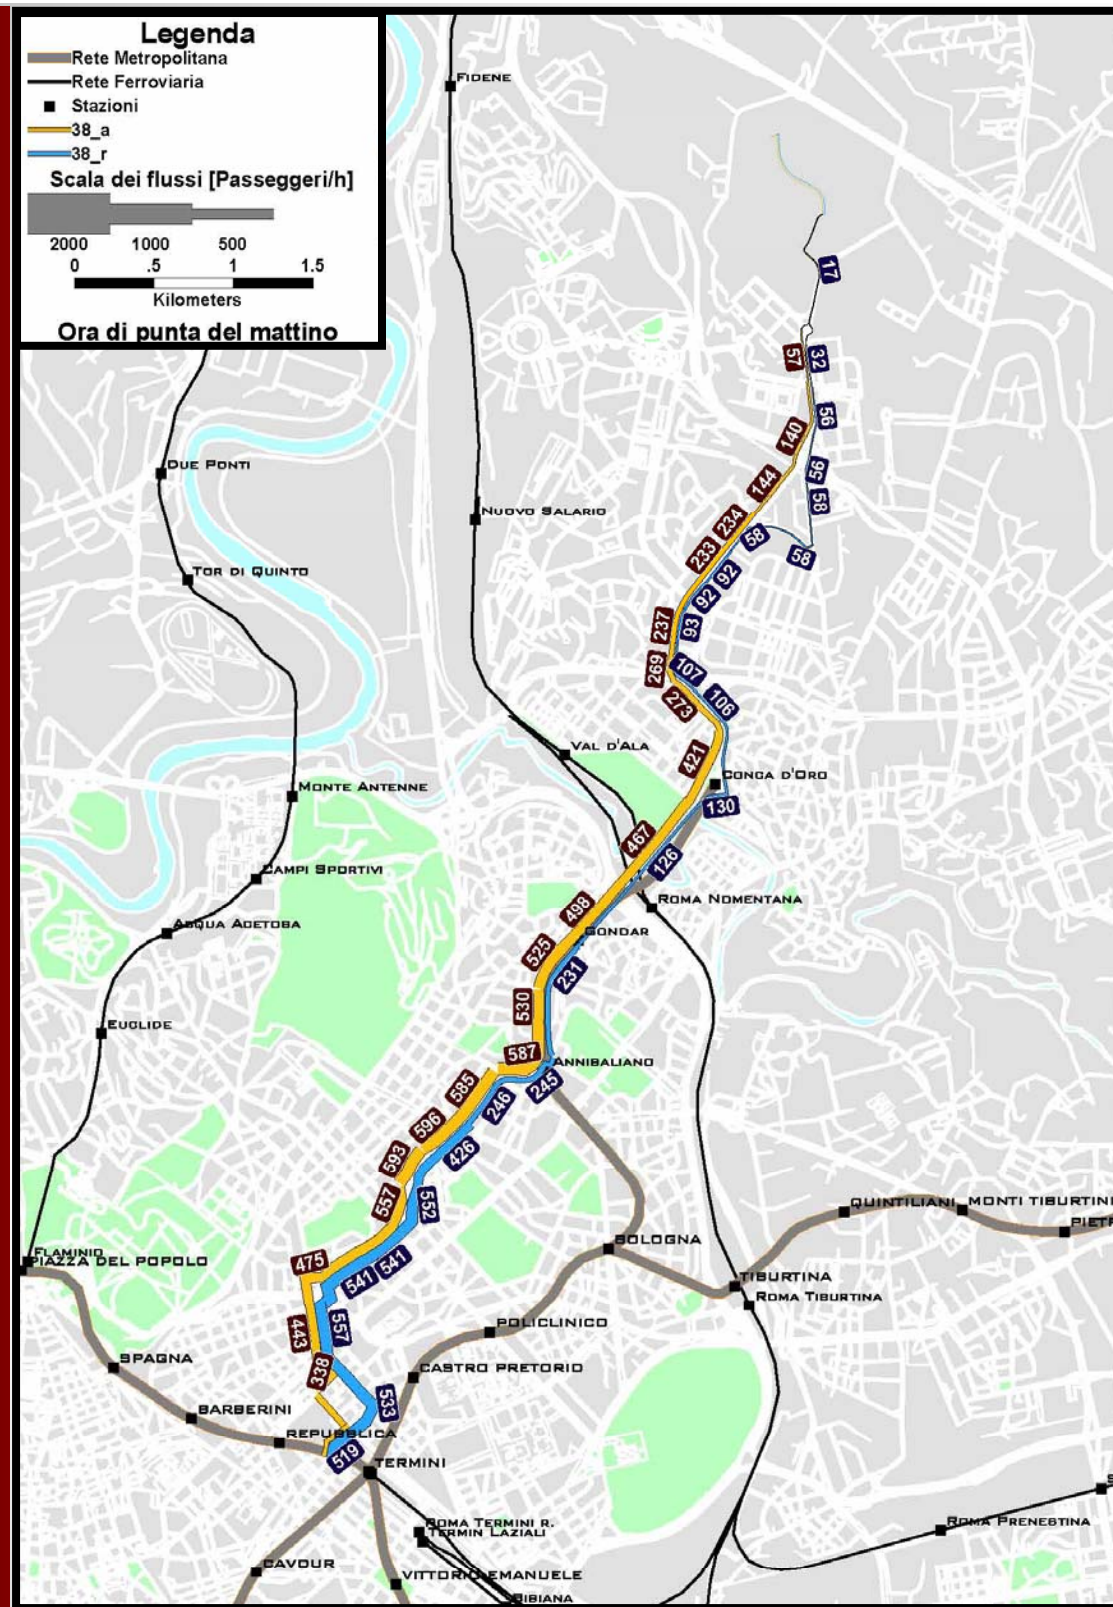 Legenda
Rete Metropolitana
Rete Ferroviaria
Stazioni
38_a
38_r
Scala dei flussi [Passeggeri/h]
2000 1000 500
0 .5 1 1.5
Kilometers
Ora di punta del mattino
FIDENE
17
57 32
56
140
DUE PONTI
56
144
58
NUOVO SALARIO
234
58
58
233
92
TOR DI QUINTO
92
237
93
269
107
273
106
VAL D'ALA
421
CONCA D'ORO
MONTE ANTENNE
130
467
126
CAMPI SPORTIVI
ROMA NOMENTANA
498
ACQUA ACETOSA
GONDAR
525
231
530
EUCLIDE
587
ANNIBALIANO
585
245
246
596
426
593
557
552
QUINTILIANI
MONTI TIBURTINI
PIETR
BOLOGNA
FLAMINIO
PIAZZA DEL POPOLO
475
541
541
TIBURTINA
ROMA TIBURTINA
443
557
POLICLINICO
SPAGNA
338
CASTRO PRETORIO
533
BARBERINI
REPUBBLICA
519
TERMINI
S
ROMA TERMINI R.
TERMIN LAZIALI
ROMA PRENESTINA
CAVOUR
VITTORIO EMANUELE
BIBIANA